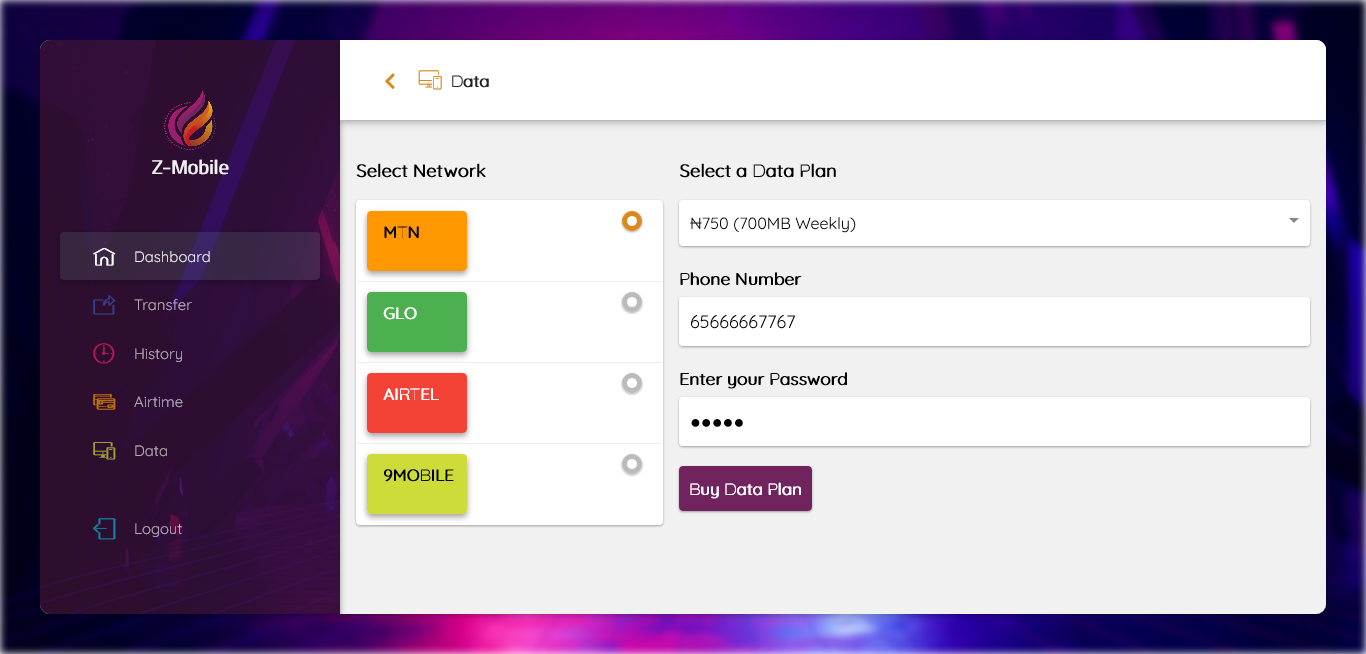 Z-Mobile
Dashboard
Transfer
History
Airtime
Data
Logout
Data
Select Network
MTN
GLO
AIRTEL
9MOBILE
Select a Data Plan
₦750 (700MB Weekly)
Phone Number
65666667767
Enter your Password
●●●●●
Buy Data Plan